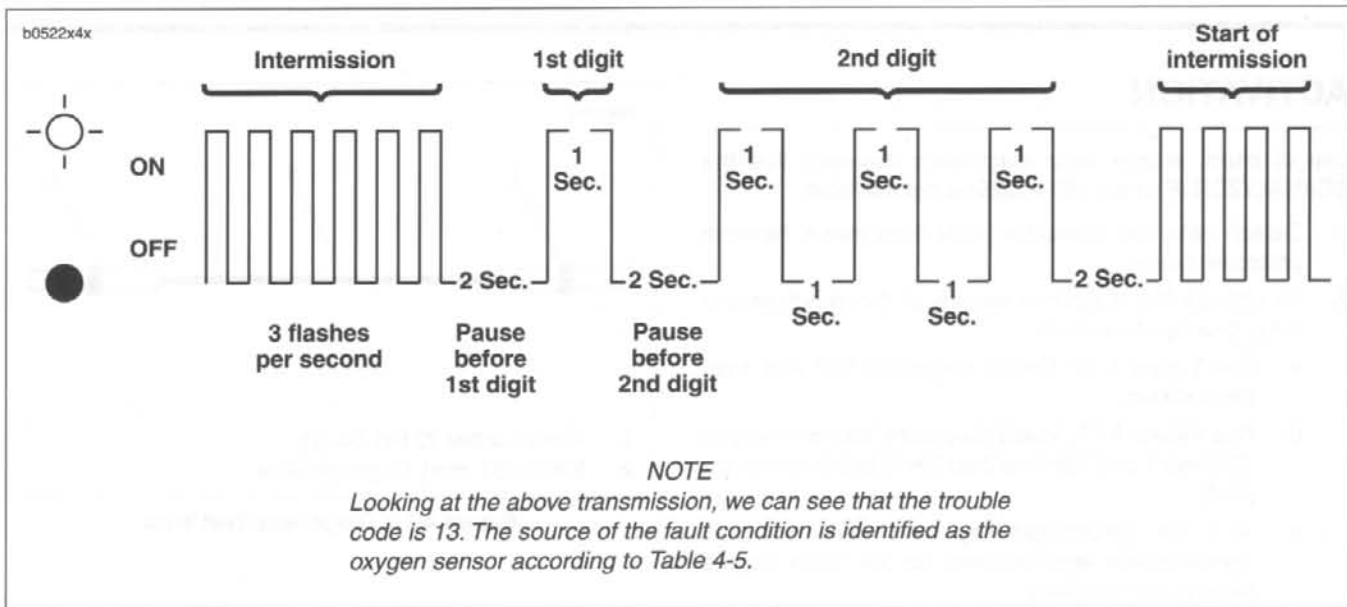 b0522x4x
Intermission
1st digit
2nd digit
Start of
intermission
ON
OFF
1
Sec.
1
Sec.
1
Sec.
1
Sec.
2 Sec.
2 Sec.
1
Sec.
1
Sec.
2 Sec.
3 flashes
per second
Pause
before
1st digit
Pause
before
2nd digit
NOTE
Looking at the above transmission, we can see that the trouble
code is 13. The source of the fault condition is identified as the
oxygen sensor according to Table 4-5.